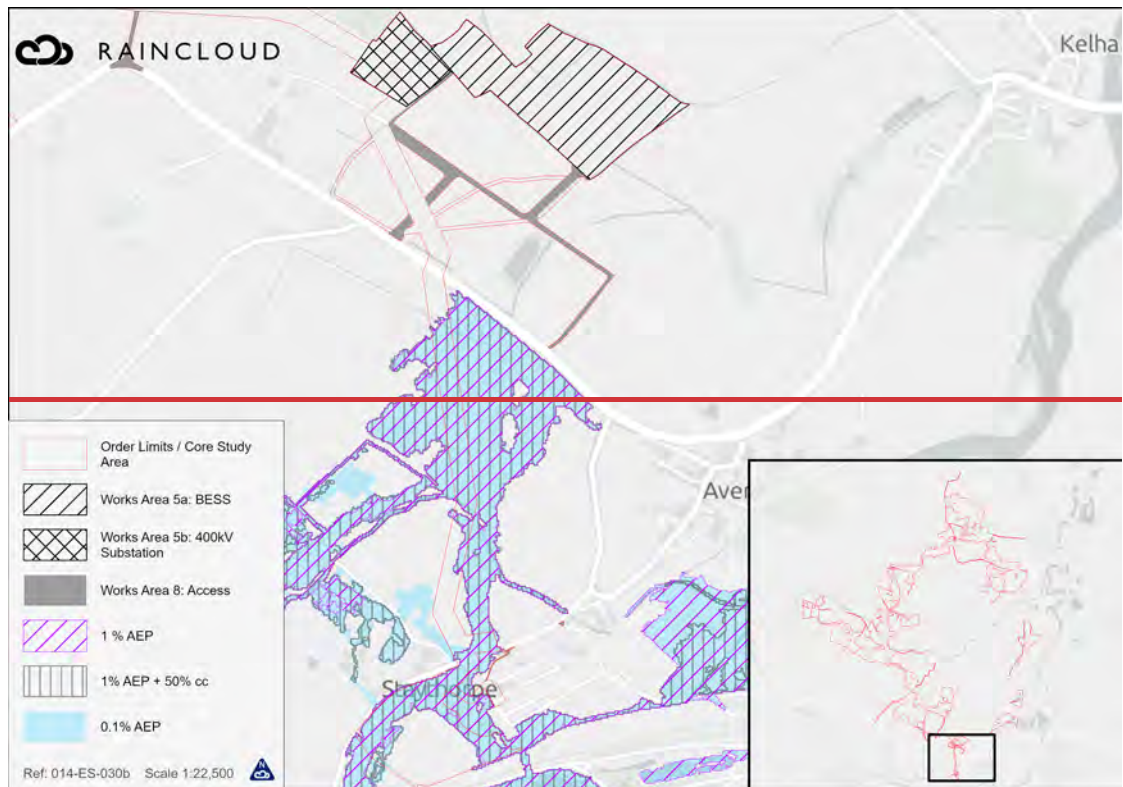 RAINCLOUD
Kelha
Order Limits / Core Study
Area
Works Area 5a: BESS
Works Area 5b: 400kV
Substation
Works Area 8: Access
1 % AEP
1% AEP + 50% cc
0.1% AEP
Ref: 014-ES-030b Scale 1:22,500
N
Aver
Staythorpe